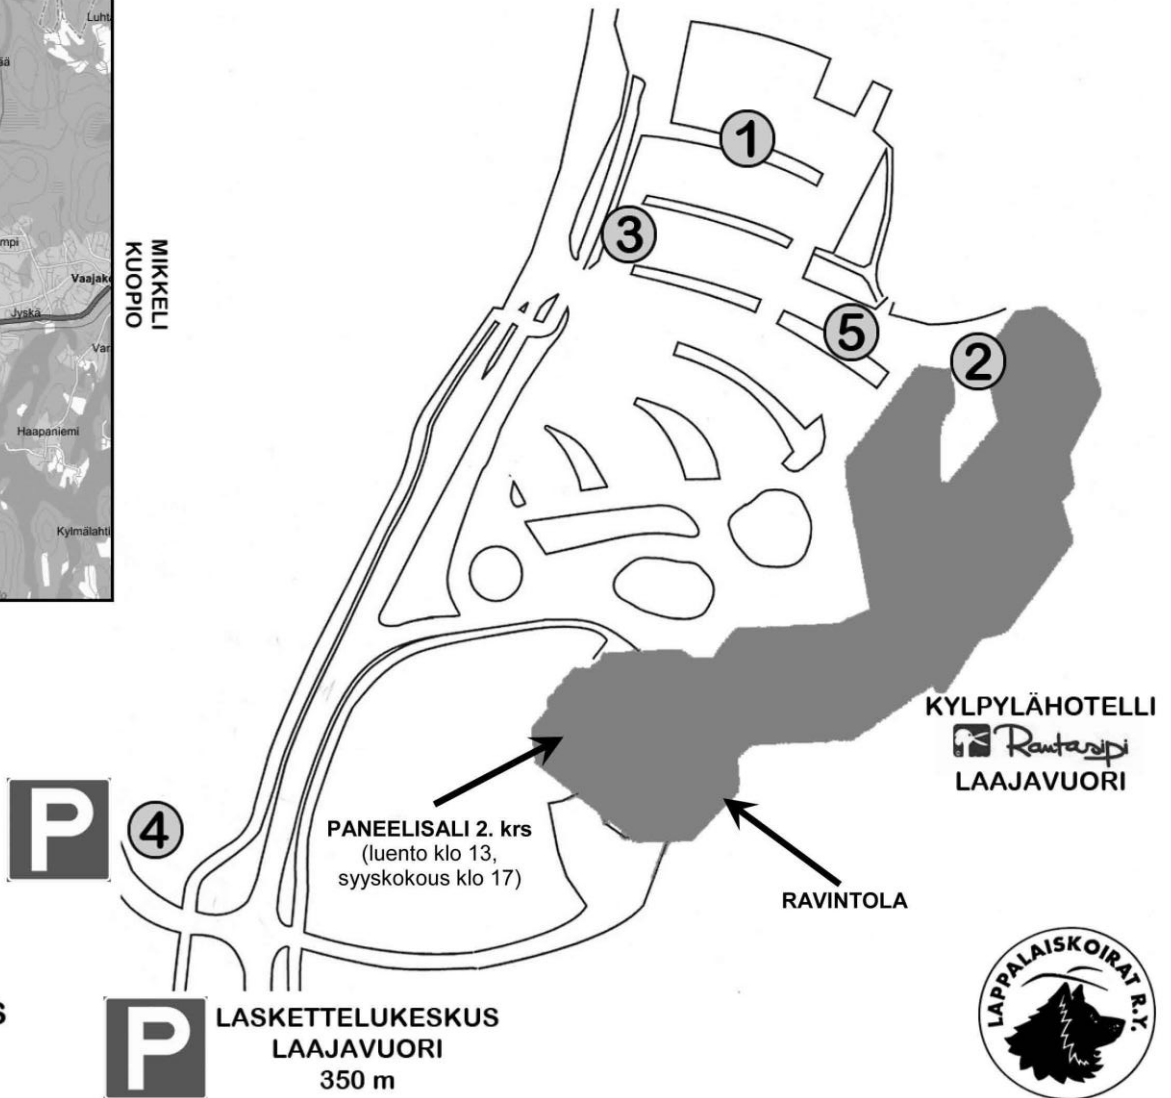 mpi
Jyskä
Haapaniemi
Kylmälahti
MIKKELI
KUOPIO
1
3
5
2
4
P
PANEELISALI 2. krs
(luento klo 13,
syyskokous klo 17)
RAVINTOLA
KYLPYLÄHOTELLI
Rantasipi
LAAJAVUORI
P
LASKETTELUKESKUS
LAAJAVUORI
350 m
S
LAPPALAISKOIRAT R.Y.